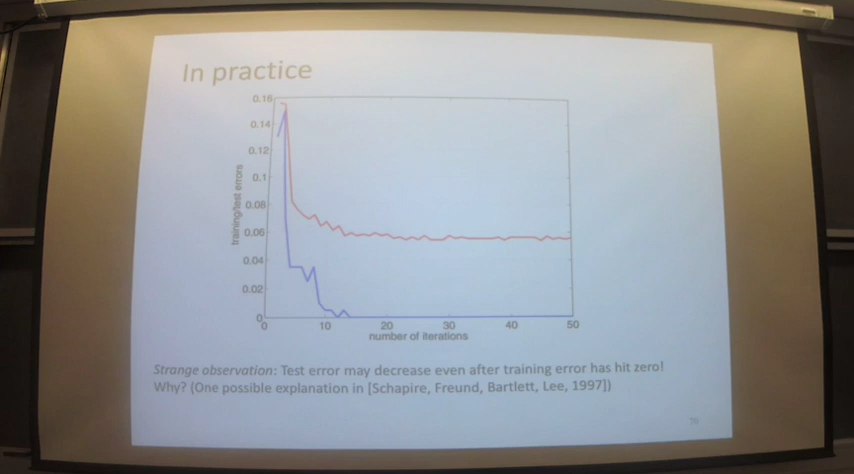 In practice
0.16
0.14
0.12
0.1
0.08
0.06
0.04
0.02
0
training/test errors
0 10 20 30 40 50
number of iterations
Strange observation: Test error may decrease even after training error has hit zero!
Why? (One possible explanation in [Schapire, Freund, Bartlett, Lee, 1997])